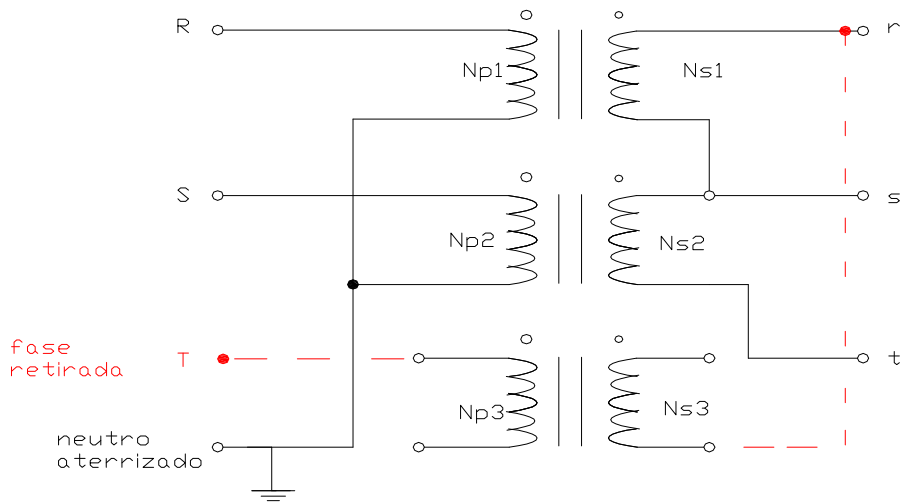 R
Np1
Ns1
r
S
Np2
Ns2
s
fase
retirada
T
Np3
Ns3
t
neutro
aterrizado